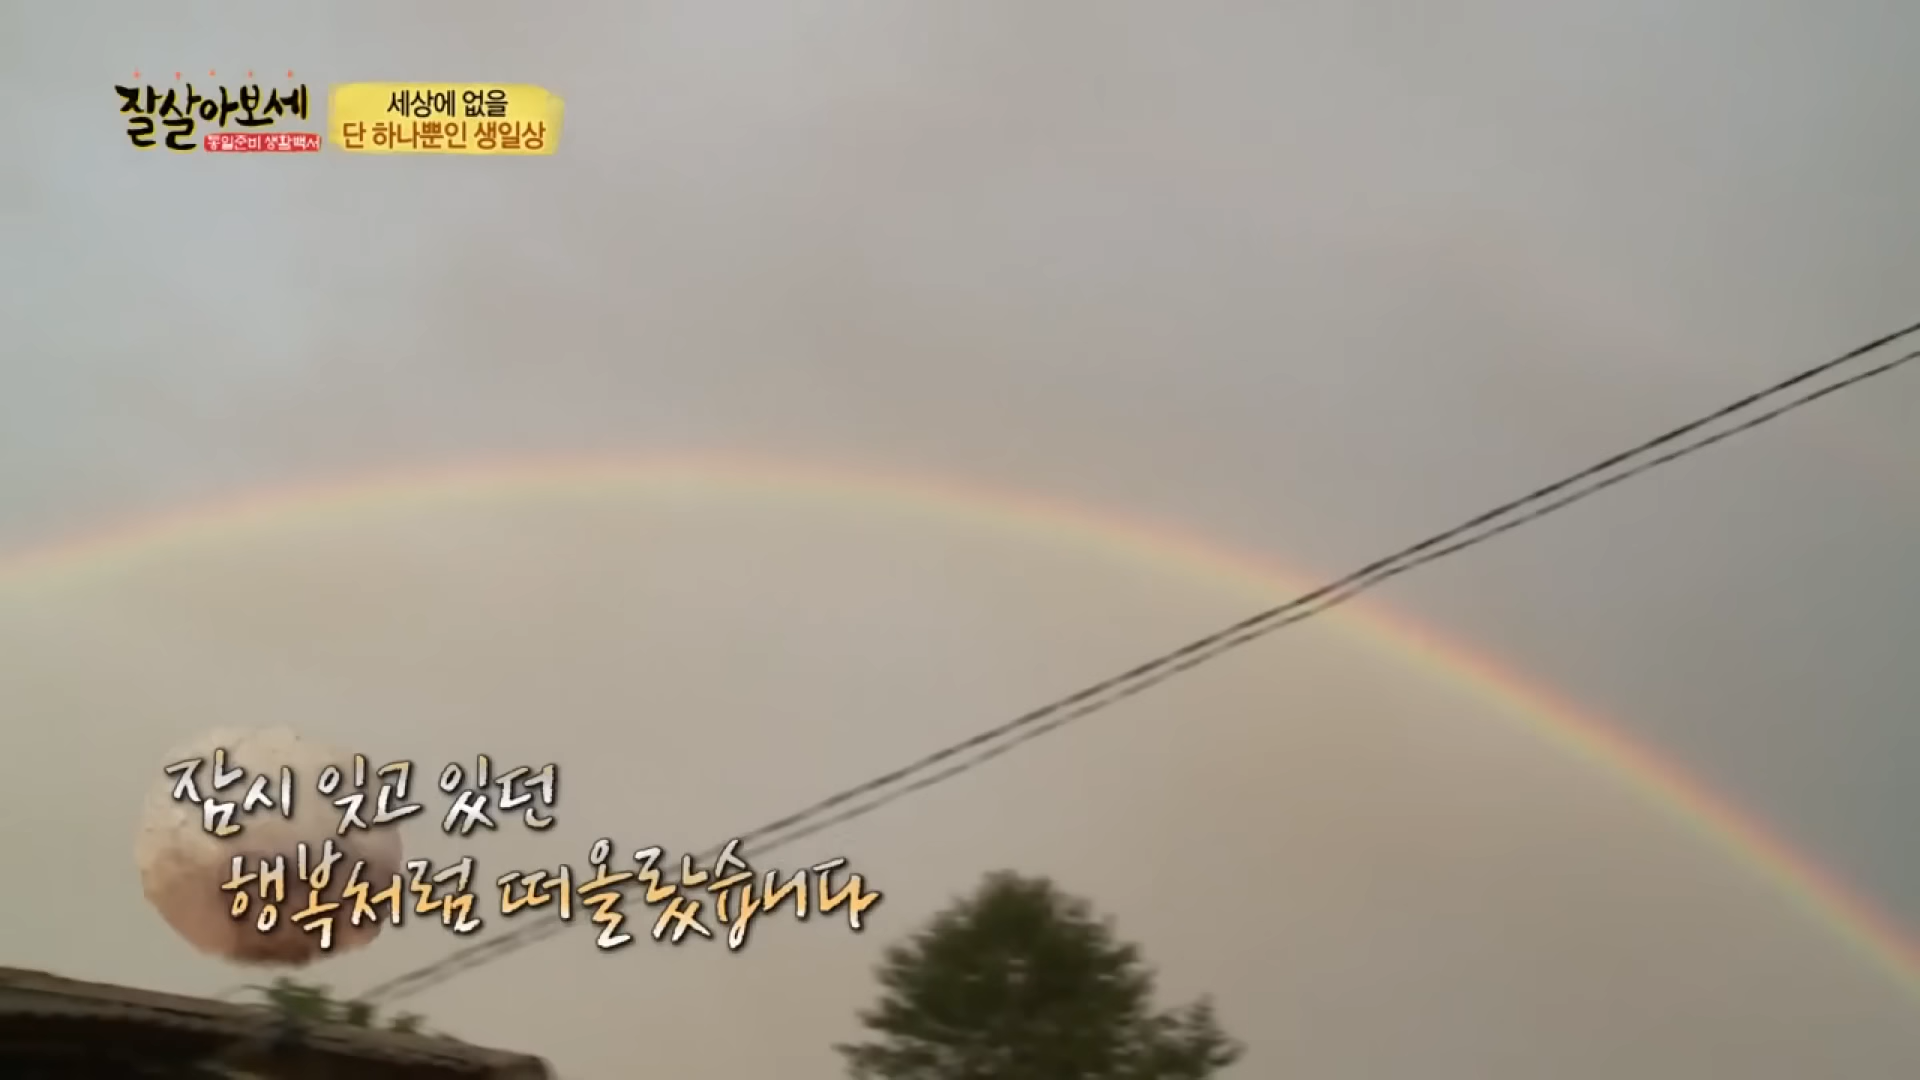 잘살아보세
통일준비 생활백서
세상에 없을
단 하나뿐인 생일상
잠시 잊고 있던
행복처럼 떠올랐습니다